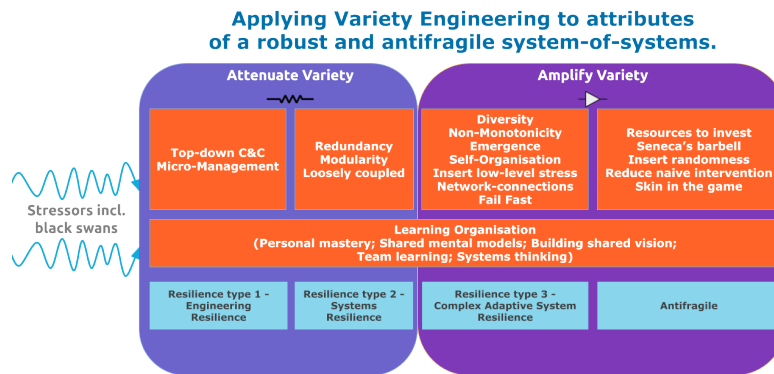 Applying Variety Engineering to attributes
of a robust and antifragile system-of-systems.
Attenuate Variety
Amplify Variety
Top-down C&C
Micro-Management
Redundancy
Modularity
Loosely coupled
Diversity
Non-Monotonicity
Emergence
Self-Organisation
Insert low-level stress
Network-connections
Fail Fast
Resources to invest
Seneca's barbell
Insert randomness
Reduce naive intervention
Skin in the game
Stressors incl.
black swans
Learning Organisation
(Personal mastery; Shared mental models; Building shared vision;
Team learning; Systems thinking)
Resilience type 1 -
Engineering
Resilience
Resilience type 2 -
Systems
Resilience
Resilience type 3 -
Complex Adaptive System
Resilience
Antifragile